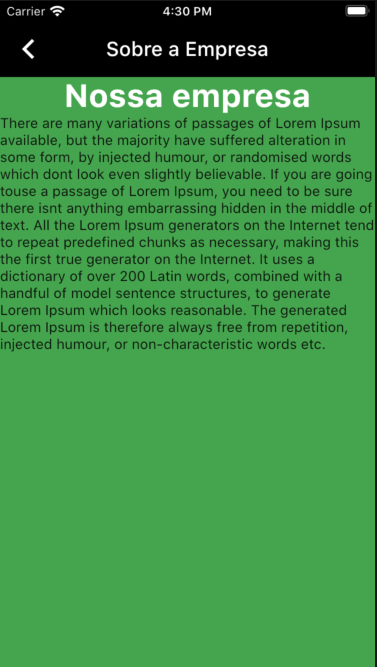 Carrier
4:30 PM
Sobre a Empresa
Nossa empresa
There are many variations of passages of Lorem Ipsum
available, but the majority have suffered alteration in
some form, by injected humour, or randomised words
which dont look even slightly believable. If you are going
touse a passage of Lorem Ipsum, you need to be sure
there isnt anything embarrassing hidden in the middle of
text. All the Lorem Ipsum generators on the Internet tend
to repeat predefined chunks as necessary, making this
the first true generator on the Internet. It uses a
dictionary of over 200 Latin words, combined with a
handful of model sentence structures, to generate
Lorem Ipsum which looks reasonable. The generated
Lorem Ipsum is therefore always free from repetition,
injected humour, or non-characteristic words etc.